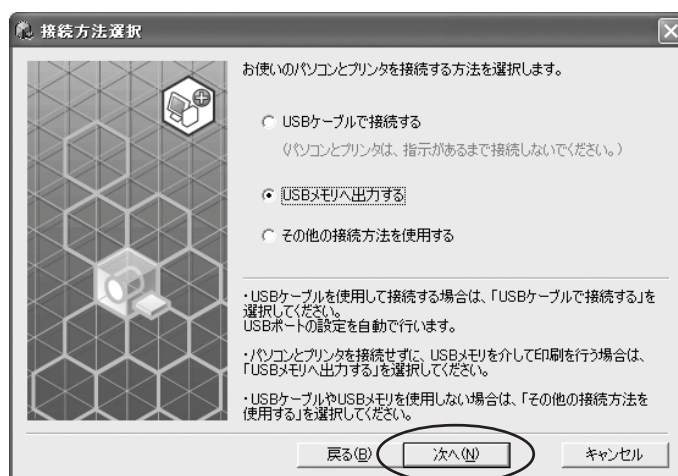 接続方法選択
お使いのパソコンとプリンタを接続する方法を選択します。
USBケーブルで接続する
(パソコンとプリンタは、指示があるまで接続しないでください。)
USBメモリへ出力する
その他の接続方法を使用する
・USBケーブルを使用して接続する場合は、「USBケーブルで接続する」を
選択してください。
USBポートの設定を自動で行います。
・パソコンとプリンタを接続せずに、USBメモリを介して印刷を行う場合は、
「USBメモリへ出力する」を選択してください。
・USBケーブルやUSBメモリを使用しない場合は、「その他の接続方法を
使用する」を選択してください。
戻る(B) 次へ(N) キャンセル